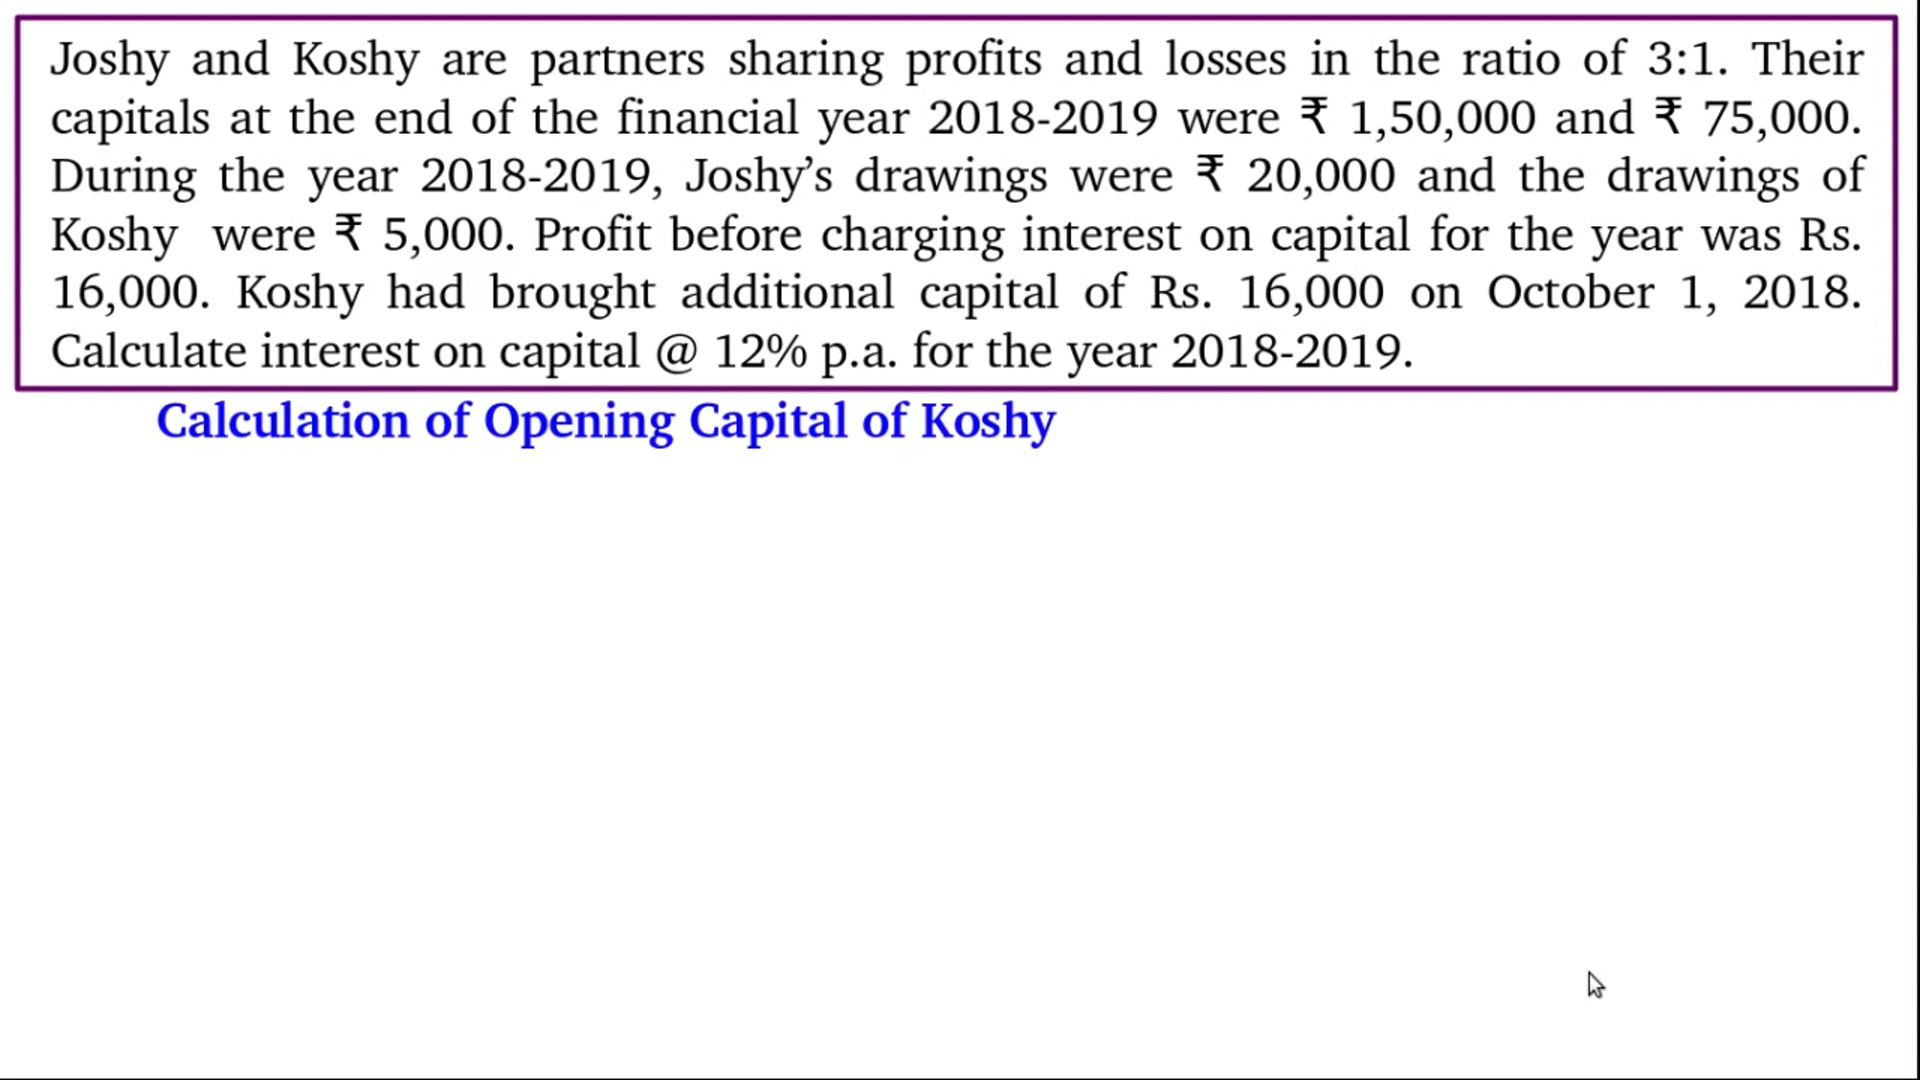 Joshy and Koshy are partners sharing profits and losses in the ratio of 3:1. Their
capitals at the end of the financial year 2018-2019 were ₹ 1,50,000 and ₹ 75,000.
During the year 2018-2019, Joshy’s drawings were ₹ 20,000 and the drawings of
Koshy were ₹ 5,000. Profit before charging interest on capital for the year was Rs.
16,000. Koshy had brought additional capital of Rs. 16,000 on October 1, 2018.
Calculate interest on capital @ 12% p.a. for the year 2018-2019.
Calculation of Opening Capital of Koshy